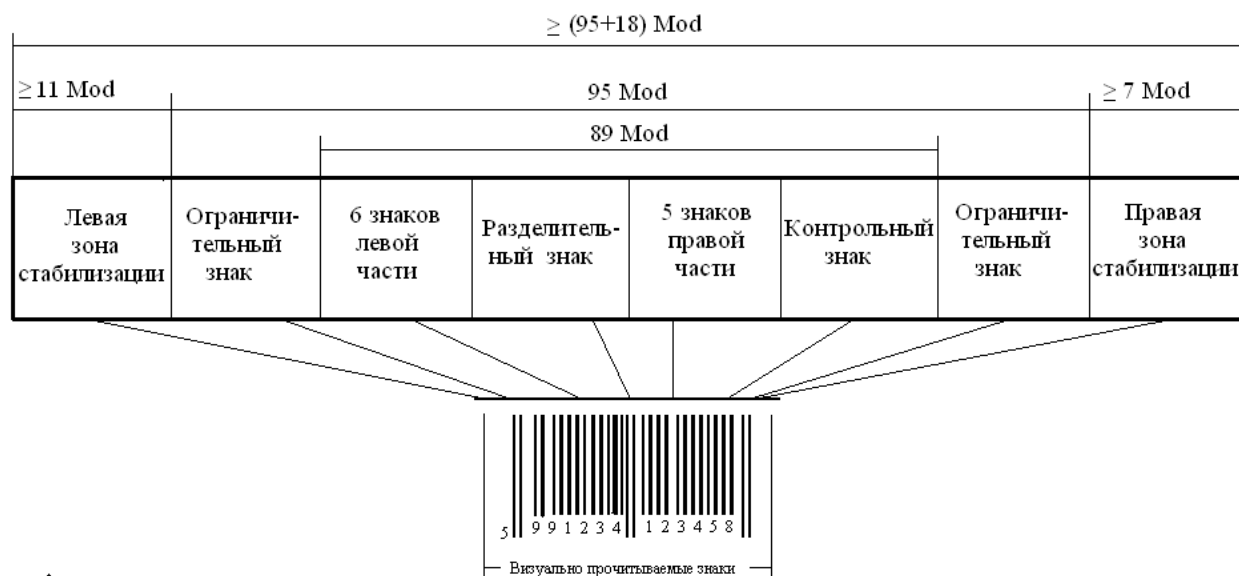 ≥ (95+18) Mod
≥11 Mod
95 Mod
≥ 7 Mod
89 Mod
Левая
зона
стабилизации
Ограничи-
тельный
знак
6 знаков
левой
части
Разделитель-
ный знак
5 знаков
правой
части
Контрольный
знак
Ограничи-
тельный
знак
Правая
зона
стабилизации
5 991234 123458
Визуально прочитываемые знаки